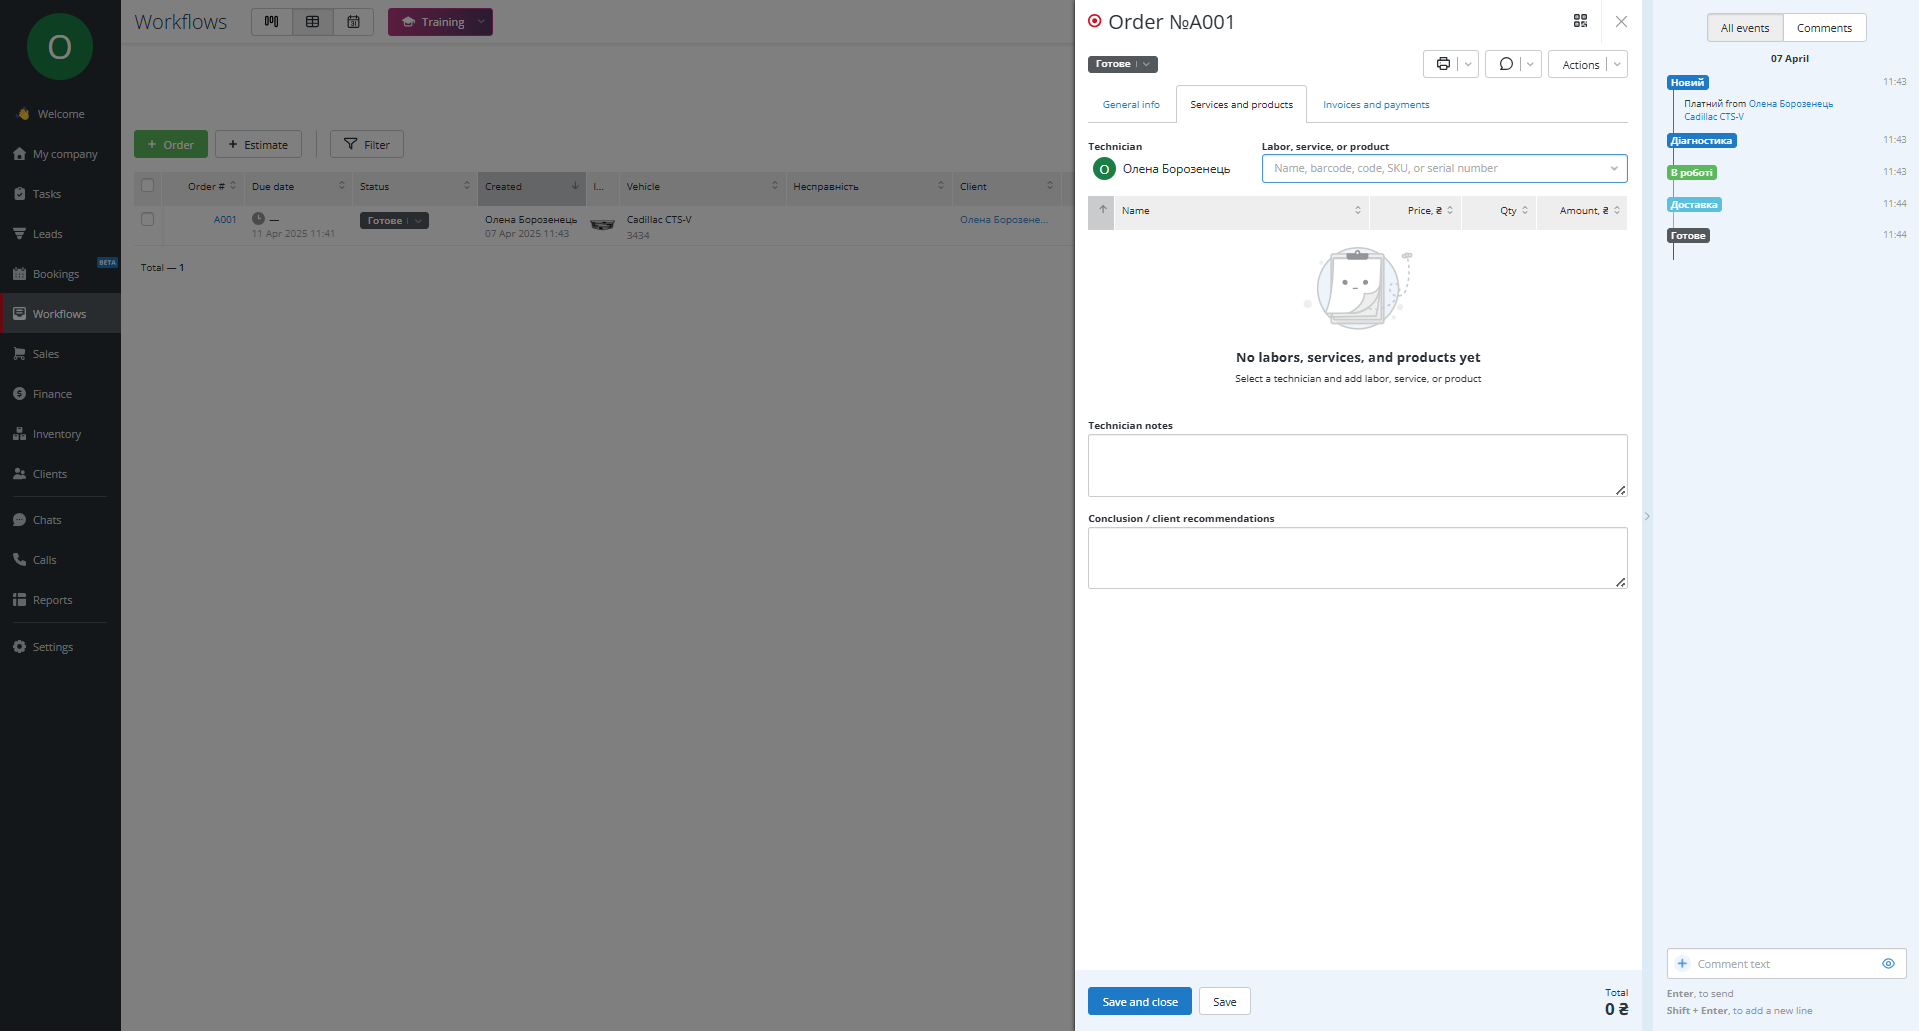 O
Welcome
My company
Tasks
Leads
Bookings
BETA
Workflows
Sales
Finance
Inventory
Clients
Chats
Calls
Reports
Settings
Workflows
Training
+ Order
+ Estimate
Filter
Order #
Due date
Status
Created
I...
Vehicle
Несправність
Client
A001
—
11 Apr 2025 11:41
Готове
Олена Борозенець
07 Apr 2025 11:43
Cadillac CTS-V
3434
Олена Борозене...
Total — 1
Order №A001
Готове
Actions
General info
Services and products
Invoices and payments
Technician
Labor, service, or product
O
Олена Борозенець
Name, barcode, code, SKU, or serial number
Name
Price, ₴
Qty
Amount, ₴
No labors, services, and products yet
Select a technician and add labor, service, or product
Technician notes
Conclusion / client recommendations
Save and close
Save
Total
0 ₴
All events
Comments
07 April
Новий
11:43
Платний from Олена Борозенець
Cadillac CTS-V
Діагностика
11:43
В роботі
11:43
Доставка
11:44
Готове
11:44
+ Comment text
Enter, to send
Shift + Enter, to add a new line